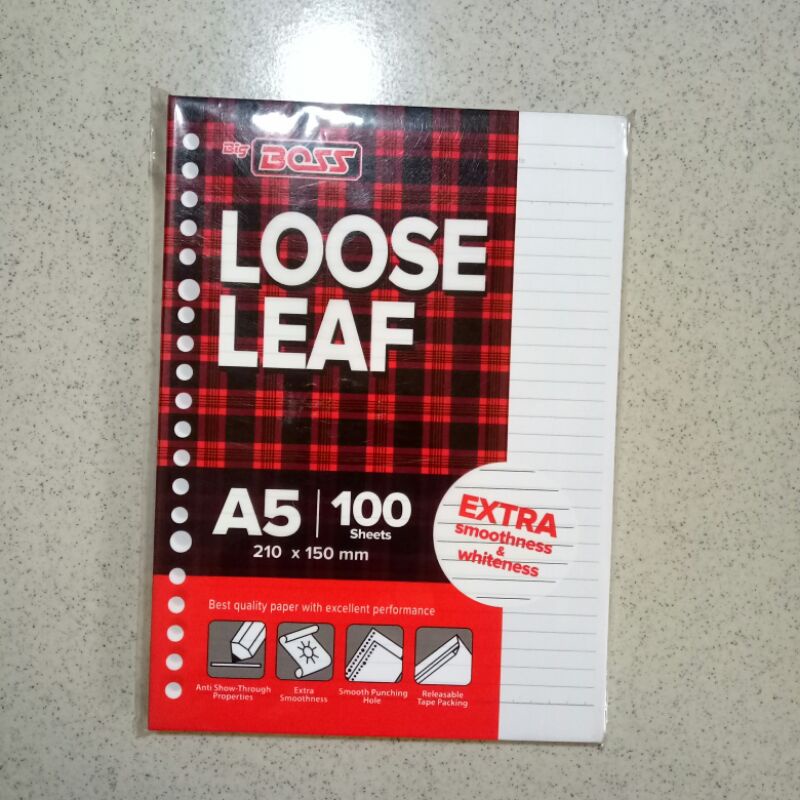 Big BOSS
LOOSE
LEAF
A5 | 100
Sheets
210 x 150 mm
EXTRA
smoothness
&
whiteness
Best quality paper with excellent performance
Anti Show-Through
Properties
Extra
Smoothness
Smooth Punching
Hole
Releasable
Tape Packing